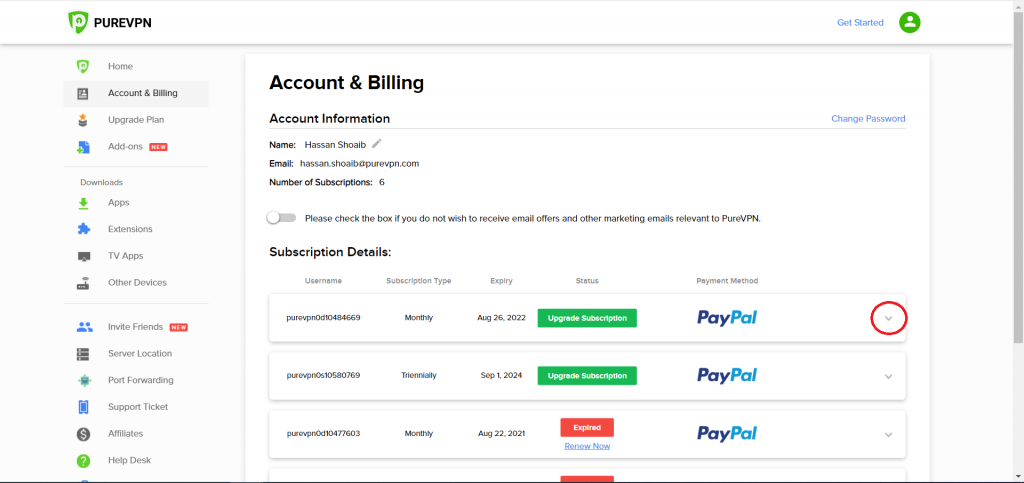 PUREVPN
Get Started
Home
Account & Billing
Upgrade Plan
Add-ons NEW
Downloads
Apps
Extensions
TV Apps
Other Devices
Invite Friends NEW
Server Location
Port Forwarding
Support Ticket
Affiliates
Help Desk
Account & Billing
Account Information Change Password
Name: Hassan Shoaib
Email: hassan.shoaib@purevpn.com
Number of Subscriptions: 6
Please check the box if you do not wish to receive email offers and other marketing emails relevant to PureVPN.
Subscription Details:
Username Subscription Type Expiry Status Payment Method
purevpn0d10484669 Monthly Aug 26, 2022 Upgrade Subscription PayPal
purevpn0s10580769 Triennially Sep 1, 2024 Upgrade Subscription PayPal
purevpn0d10477603 Monthly Aug 22, 2021 Expired PayPal
Renew Now